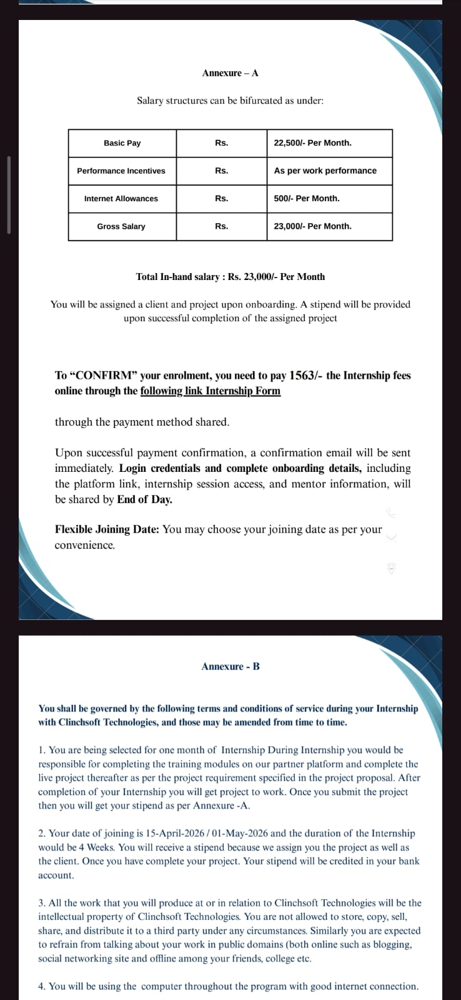 Annexure – A
Salary structures can be bifurcated as under:
Basic Pay Rs. 22,500/- Per Month.
Performance Incentives Rs. As per work performance
Internet Allowances Rs. 500/- Per Month.
Gross Salary Rs. 23,000/- Per Month.
Total In-hand salary : Rs. 23,000/- Per Month
You will be assigned a client and project upon onboarding. A stipend will be provided
upon successful completion of the assigned project
To “CONFIRM” your enrolment, you need to pay 1563/- the Internship fees
online through the following link Internship Form
through the payment method shared.
Upon successful payment confirmation, a confirmation email will be sent
immediately. Login credentials and complete onboarding details, including
the platform link, internship session access, and mentor information, will
be shared by End of Day.
Flexible Joining Date: You may choose your joining date as per your
convenience.
Annexure - B
You shall be governed by the following terms and conditions of service during your Internship
with Clinchsoft Technologies, and those may be amended from time to time.
1. You are being selected for one month of Internship During Internship you would be
responsible for completing the training modules on our partner platform and complete the
live project thereafter as per the project requirement specified in the project proposal. After
completion of your Internship you will get project to work. Once you submit the project
then you will get your stipend as per Annexure -A.
2. Your date of joining is 15-April-2026 / 01-May-2026 and the duration of the Internship
would be 4 Weeks. You will receive a stipend because we assign you the project as well as
the client. Once you have complete your project. Your stipend will be credited in your bank
account.
3. All the work that you will produce at or in relation to Clinchsoft Technologies will be the
intellectual property of Clinchsoft Technologies. You are not allowed to store, copy, sell,
share, and distribute it to a third party under any circumstances. Similarly you are expected
to refrain from talking about your work in public domains (both online such as blogging,
social networking site and offline among your friends, college etc.
4. You will be using the computer throughout the program with good internet connection.